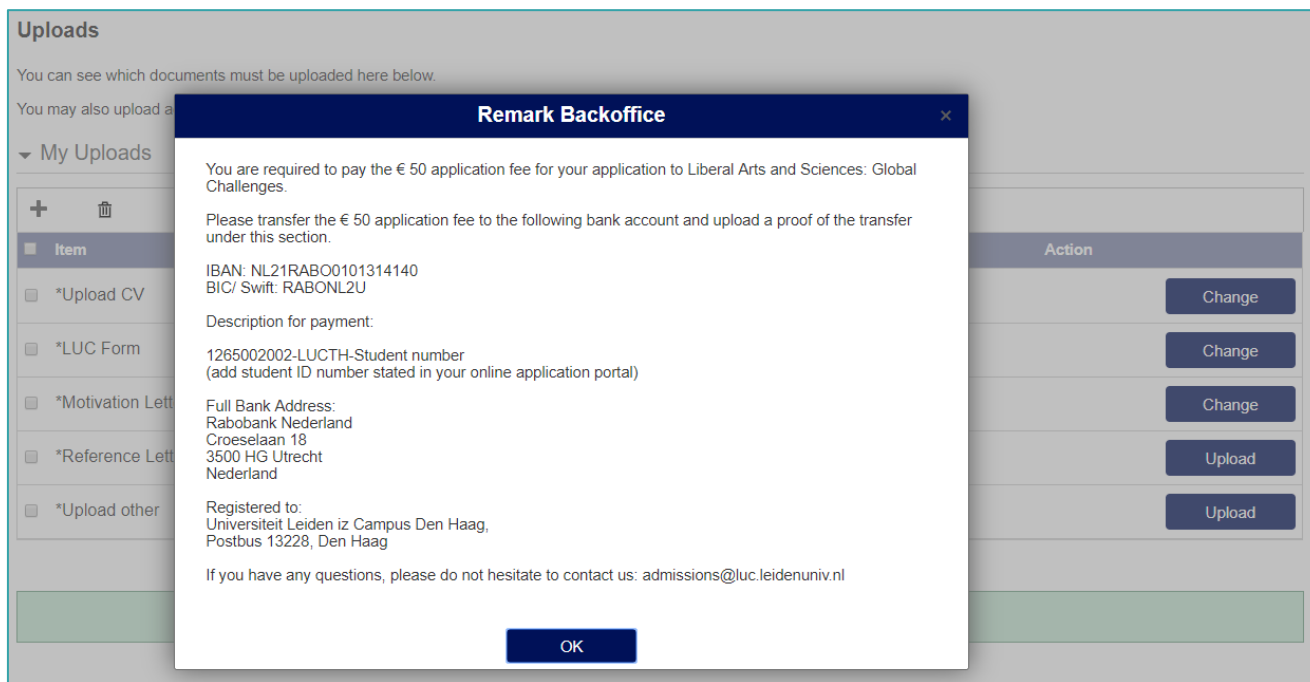 Uploads
You can see which documents must be uploaded here below.
You may also upload a
Remark Backoffice ×
My Uploads
You are required to pay the € 50 application fee for your application to Liberal Arts and Sciences: Global
Challenges.
Please transfer the € 50 application fee to the following bank account and upload a proof of the transfer
under this section.
Item
Action
IBAN: NL21RABO0101314140
BIC/ Swift: RABONL2U
*Upload CV
Change
Description for payment:
1265002002-LUCTH-Student number
(add student ID number stated in your online application portal)
*LUC Form
Change
*Motivation Lett
Change
Full Bank Address:
Rabobank Nederland
Croeselaan 18
3500 HG Utrecht
Nederland
*Reference Lett
Upload
Registered to:
Universiteit Leiden iz Campus Den Haag,
Postbus 13228, Den Haag
*Upload other
Upload
If you have any questions, please do not hesitate to contact us: admissions@luc.leidenuniv.nl
OK